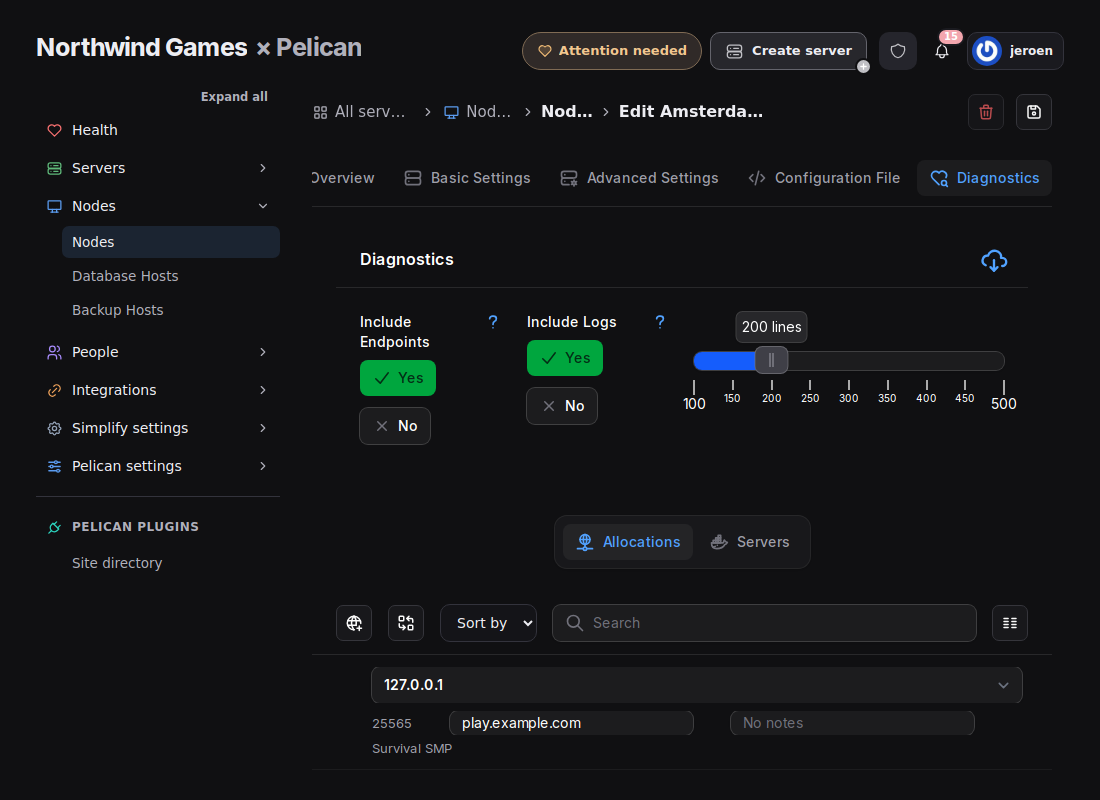 Northwind Games × Pelican
Attention needed
Create server
15
jeroen
Expand all
Health
Servers
Nodes
Nodes
Database Hosts
Backup Hosts
People
Integrations
Simplify settings
Pelican settings
PELICAN PLUGINS
Site directory
All serv... > Nod... > Nod... > Edit Amsterda...
Overview
Basic Settings
Advanced Settings
Configuration File
Diagnostics
Diagnostics
Include Endpoints
?
Yes
No
Include Logs
?
Yes
No
200 lines
100 150 200 250 300 350 400 450 500
Allocations
Servers
Sort by
Search
127.0.0.1
25565
play.example.com
No notes
Survival SMP